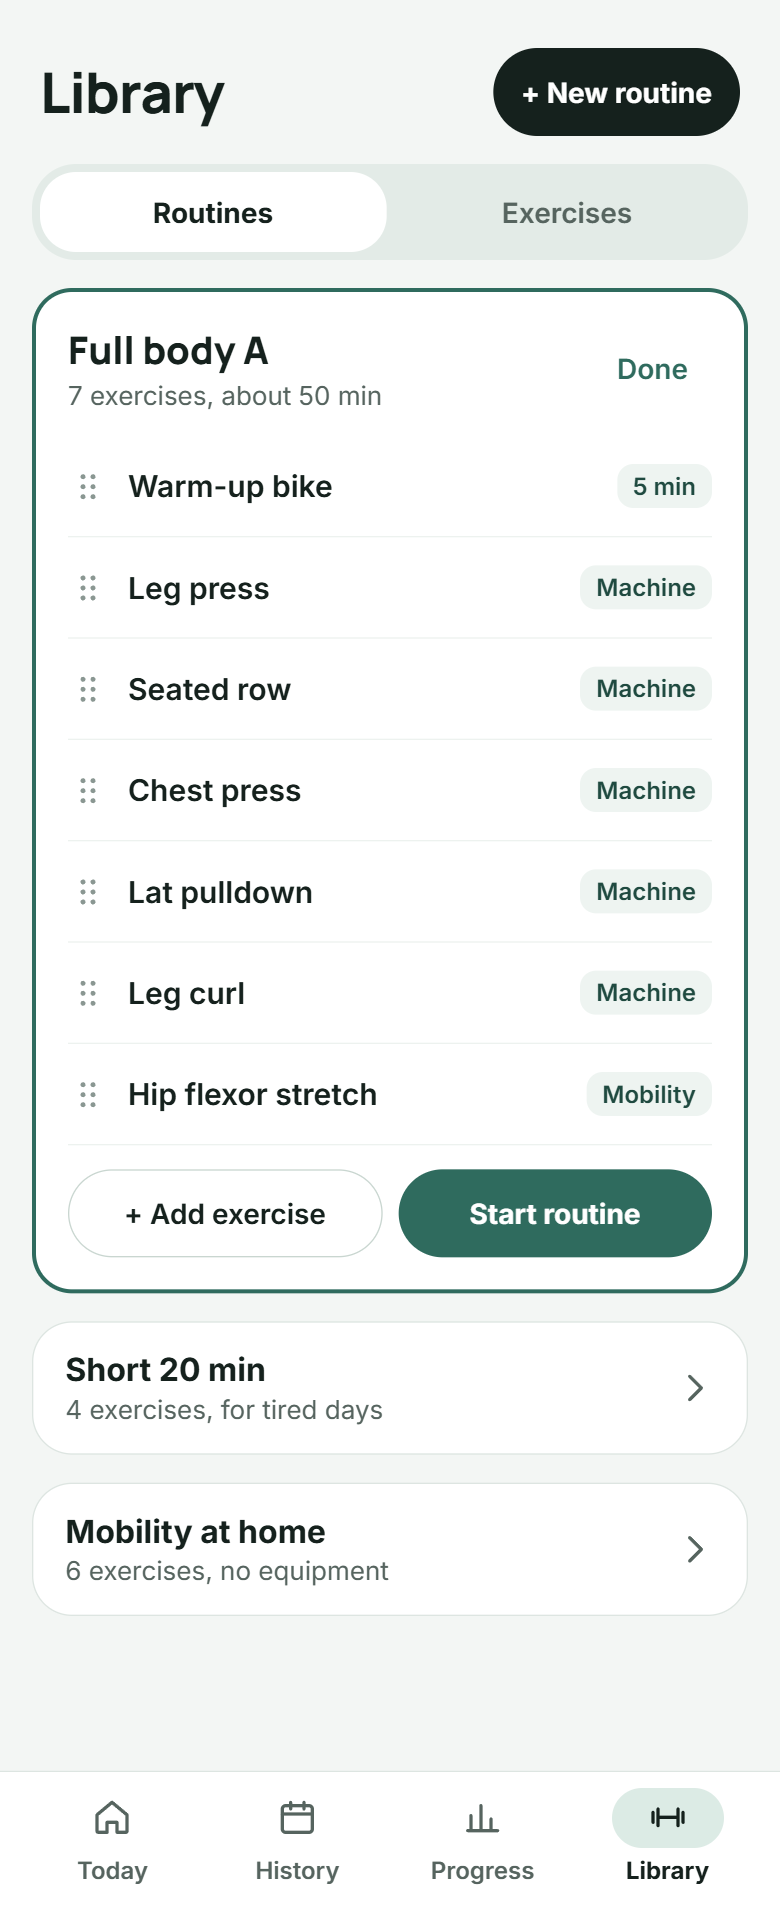 Library
+ New routine
Routines
Exercises
Full body A
7 exercises, about 50 min
Done
Warm-up bike
5 min
Leg press
Machine
Seated row
Machine
Chest press
Machine
Lat pulldown
Machine
Leg curl
Machine
Hip flexor stretch
Mobility
+ Add exercise
Start routine
Short 20 min
4 exercises, for tired days
Mobility at home
6 exercises, no equipment
Today
History
Progress
Library